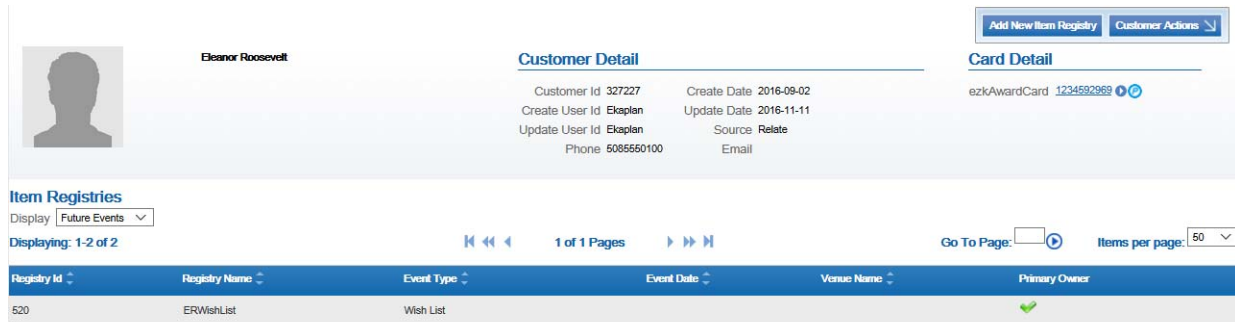 Add New Item Registry Customer Actions
Eleanor Roosevelt Customer Detail Card Detail
Customer Id 327227 Create Date 2016-09-02 ezkAwardCard 1234592969
Create User Id Ekaplan Update Date 2016-11-11
Update User Id Ekaplan Source Relate
Phone 5085550100 Email
Item Registries
Display Future Events
Displaying: 1-2 of 2 1 of 1 Pages Go To Page: Items per page: 50
Registry Id Registry Name Event Type Event Date Venue Name Primary Owner
520 ERWishList Wish List